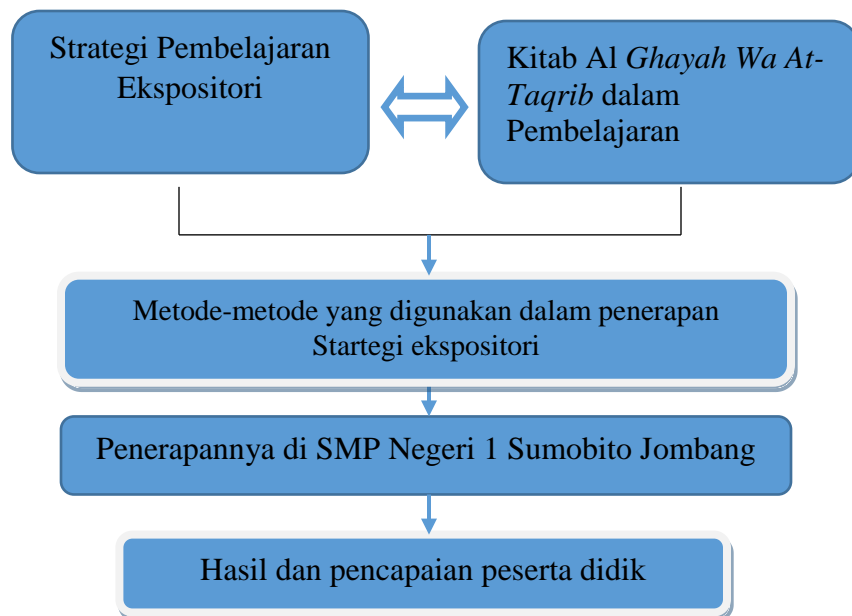 Strategi Pembelajaran
Ekspositori
Kitab Al Ghayah Wa At-
Taqrib dalam
Pembelajaran
Metode-metode yang digunakan dalam penerapan
Startegi ekspositori
Penerapannya di SMP Negeri 1 Sumobito Jombang
Hasil dan pencapaian peserta didik